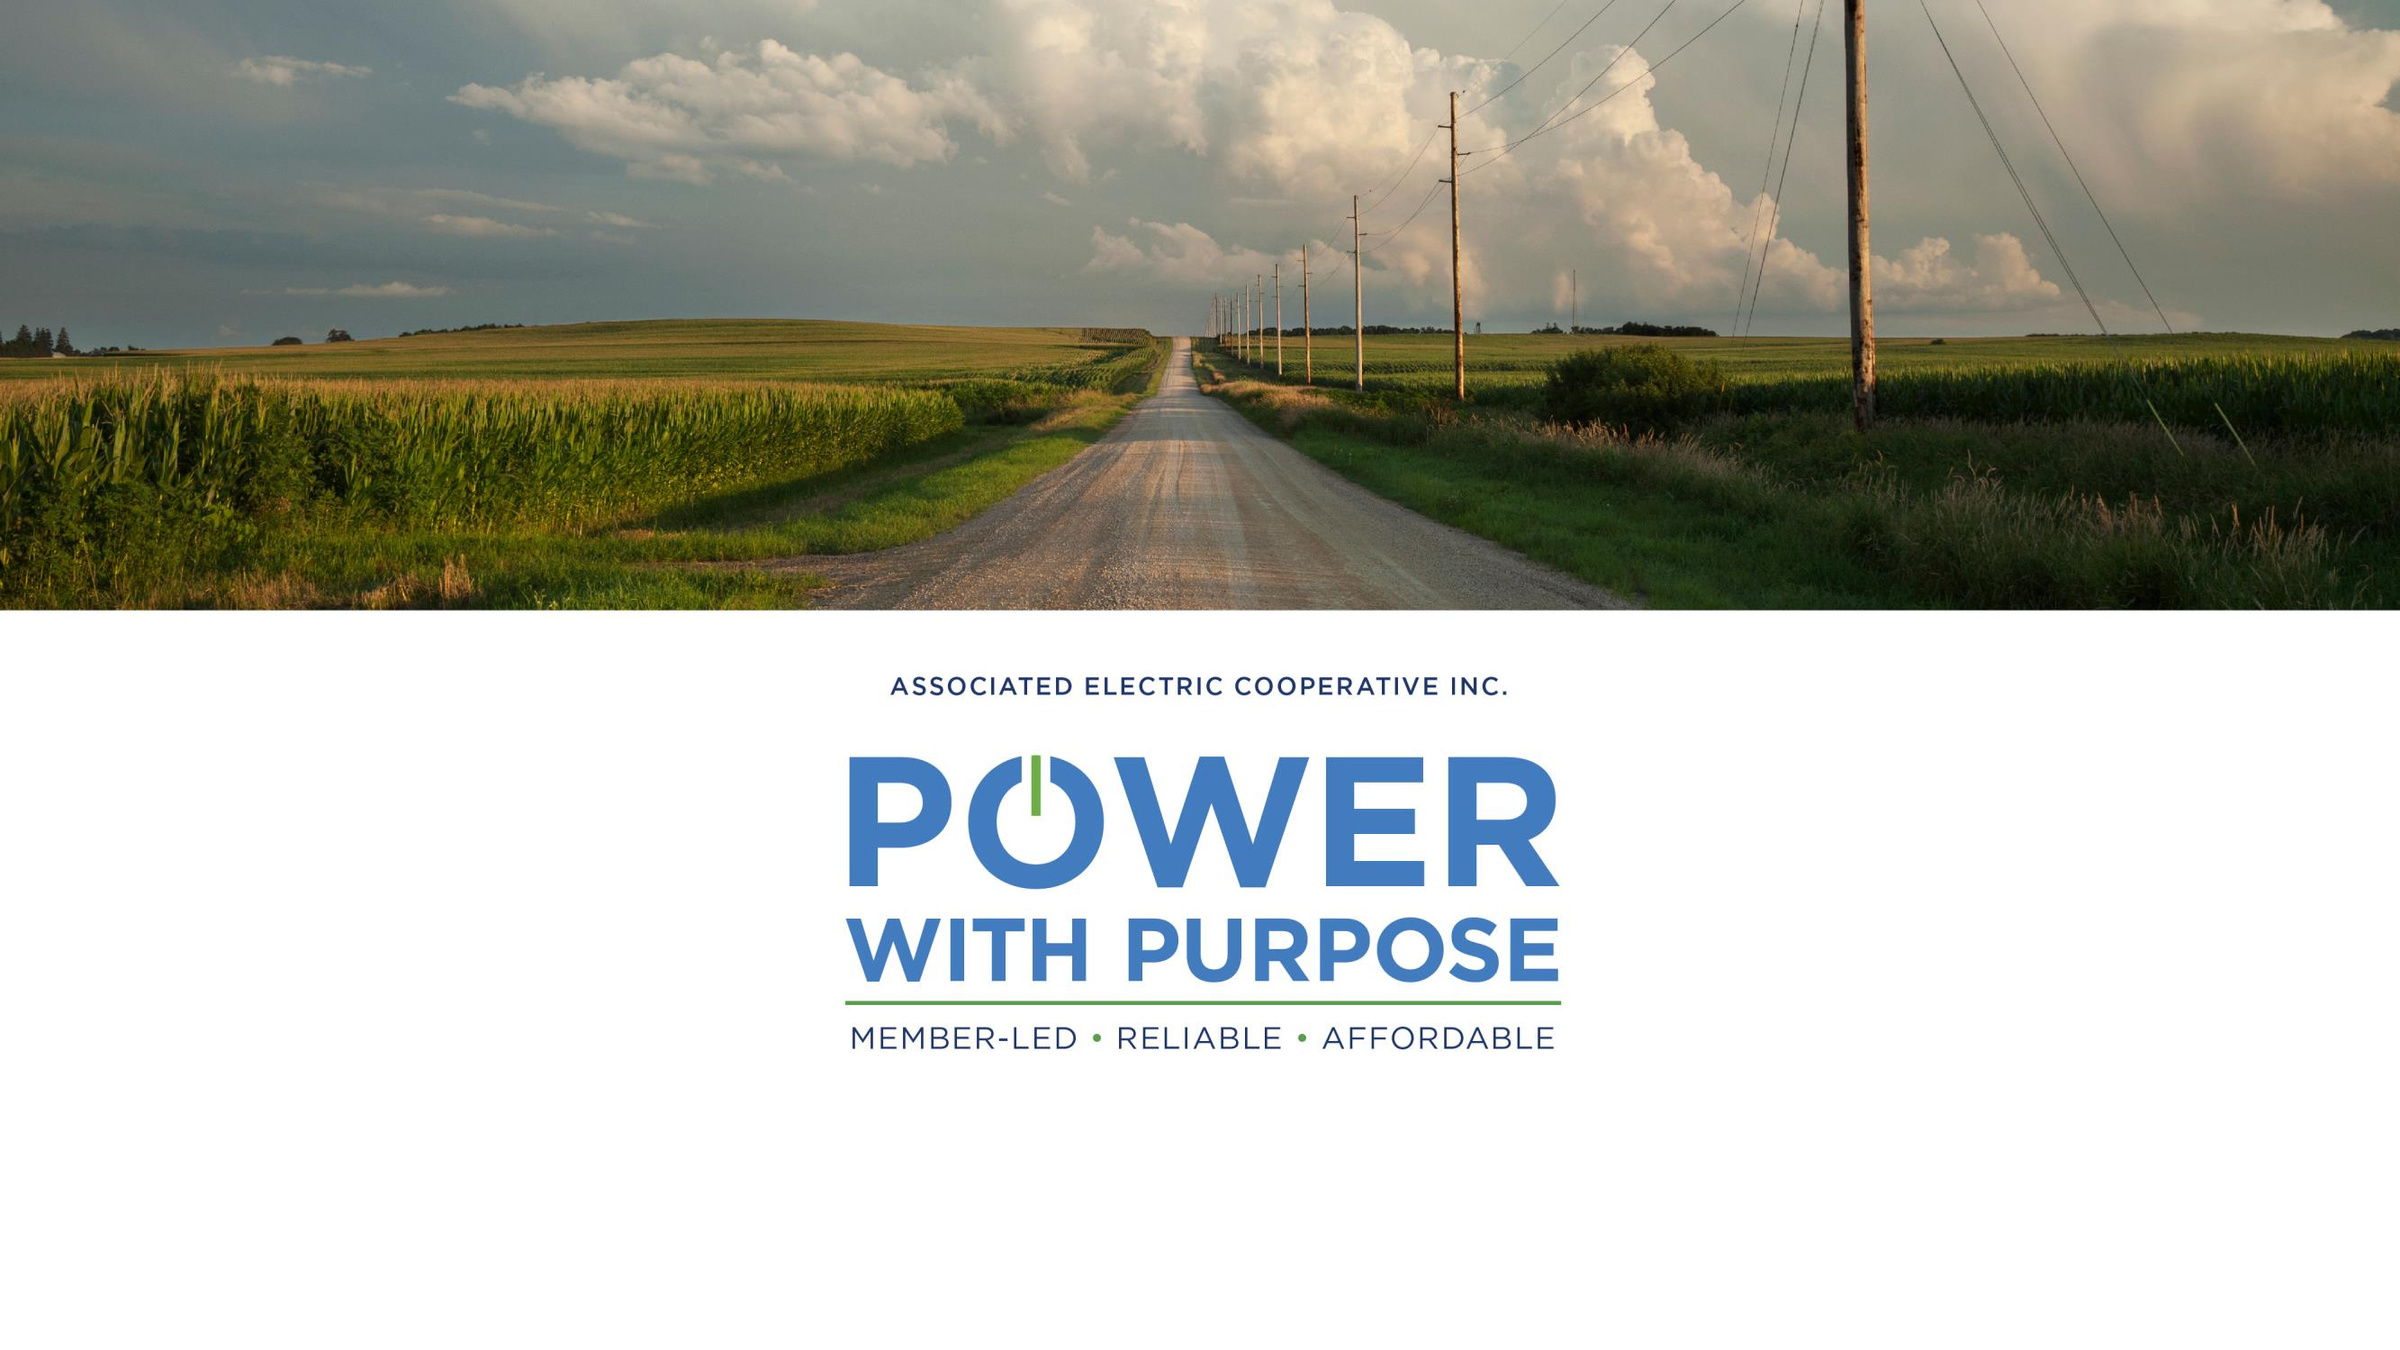 ASSOCIATED ELECTRIC COOPERATIVE INC.
POWER
WITH PURPOSE
MEMBER-LED • RELIABLE • AFFORDABLE